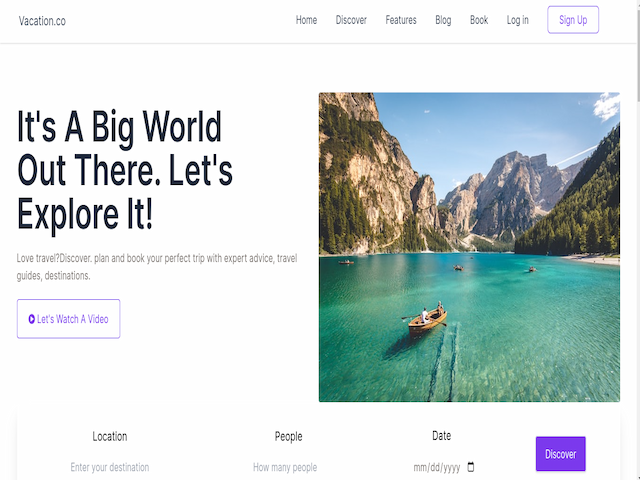 Vacation.co
Home Discover Features Blog Book Log in Sign Up
It's A Big World
Out There. Let's
Explore It!
Love travel?Discover. plan and book your perfect trip with expert advice, travel
guides, destinations.
Let's Watch A Video
Location People Date
Enter your destination How many people mm/dd/yyyy
Discover